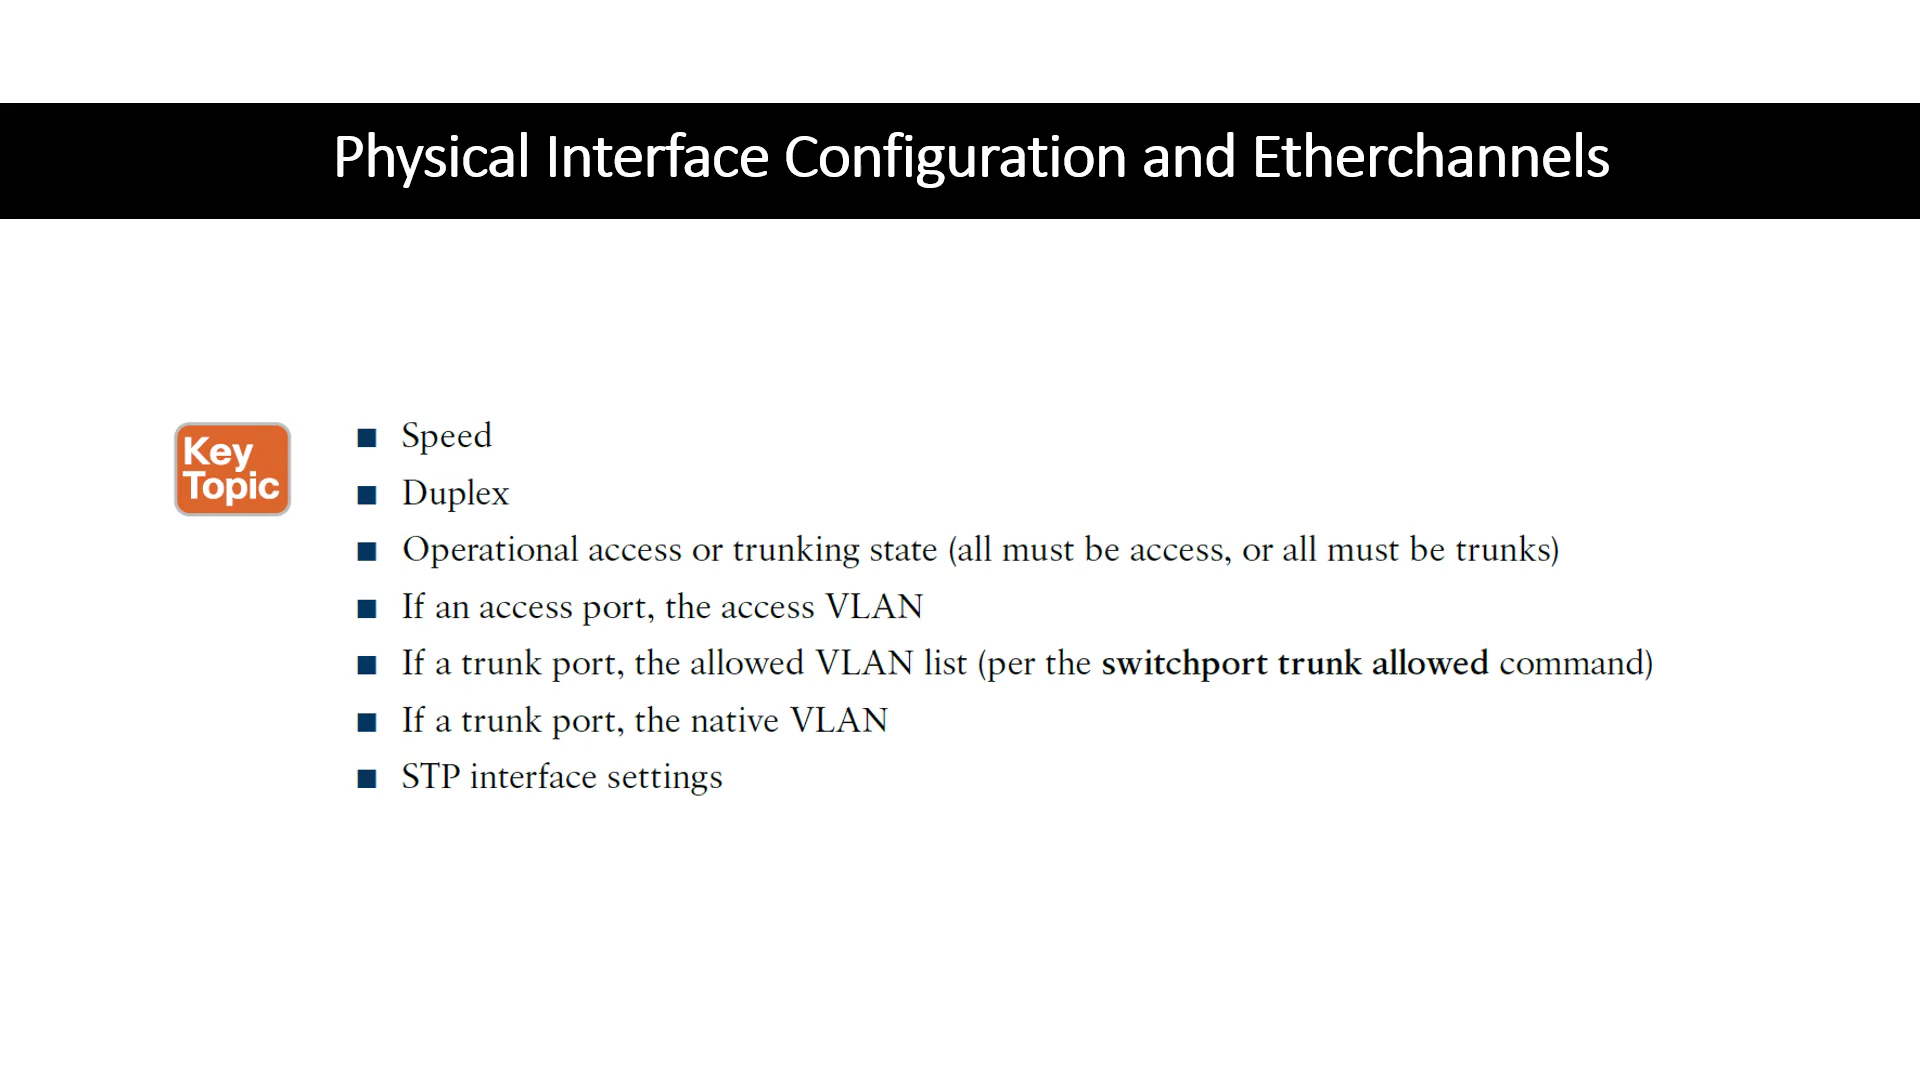 Physical Interface Configuration and Etherchannels
Key
Topic
■ Speed
■ Duplex
■ Operational access or trunking state (all must be access, or all must be trunks)
■ If an access port, the access VLAN
■ If a trunk port, the allowed VLAN list (per the switchport trunk allowed command)
■ If a trunk port, the native VLAN
■ STP interface settings